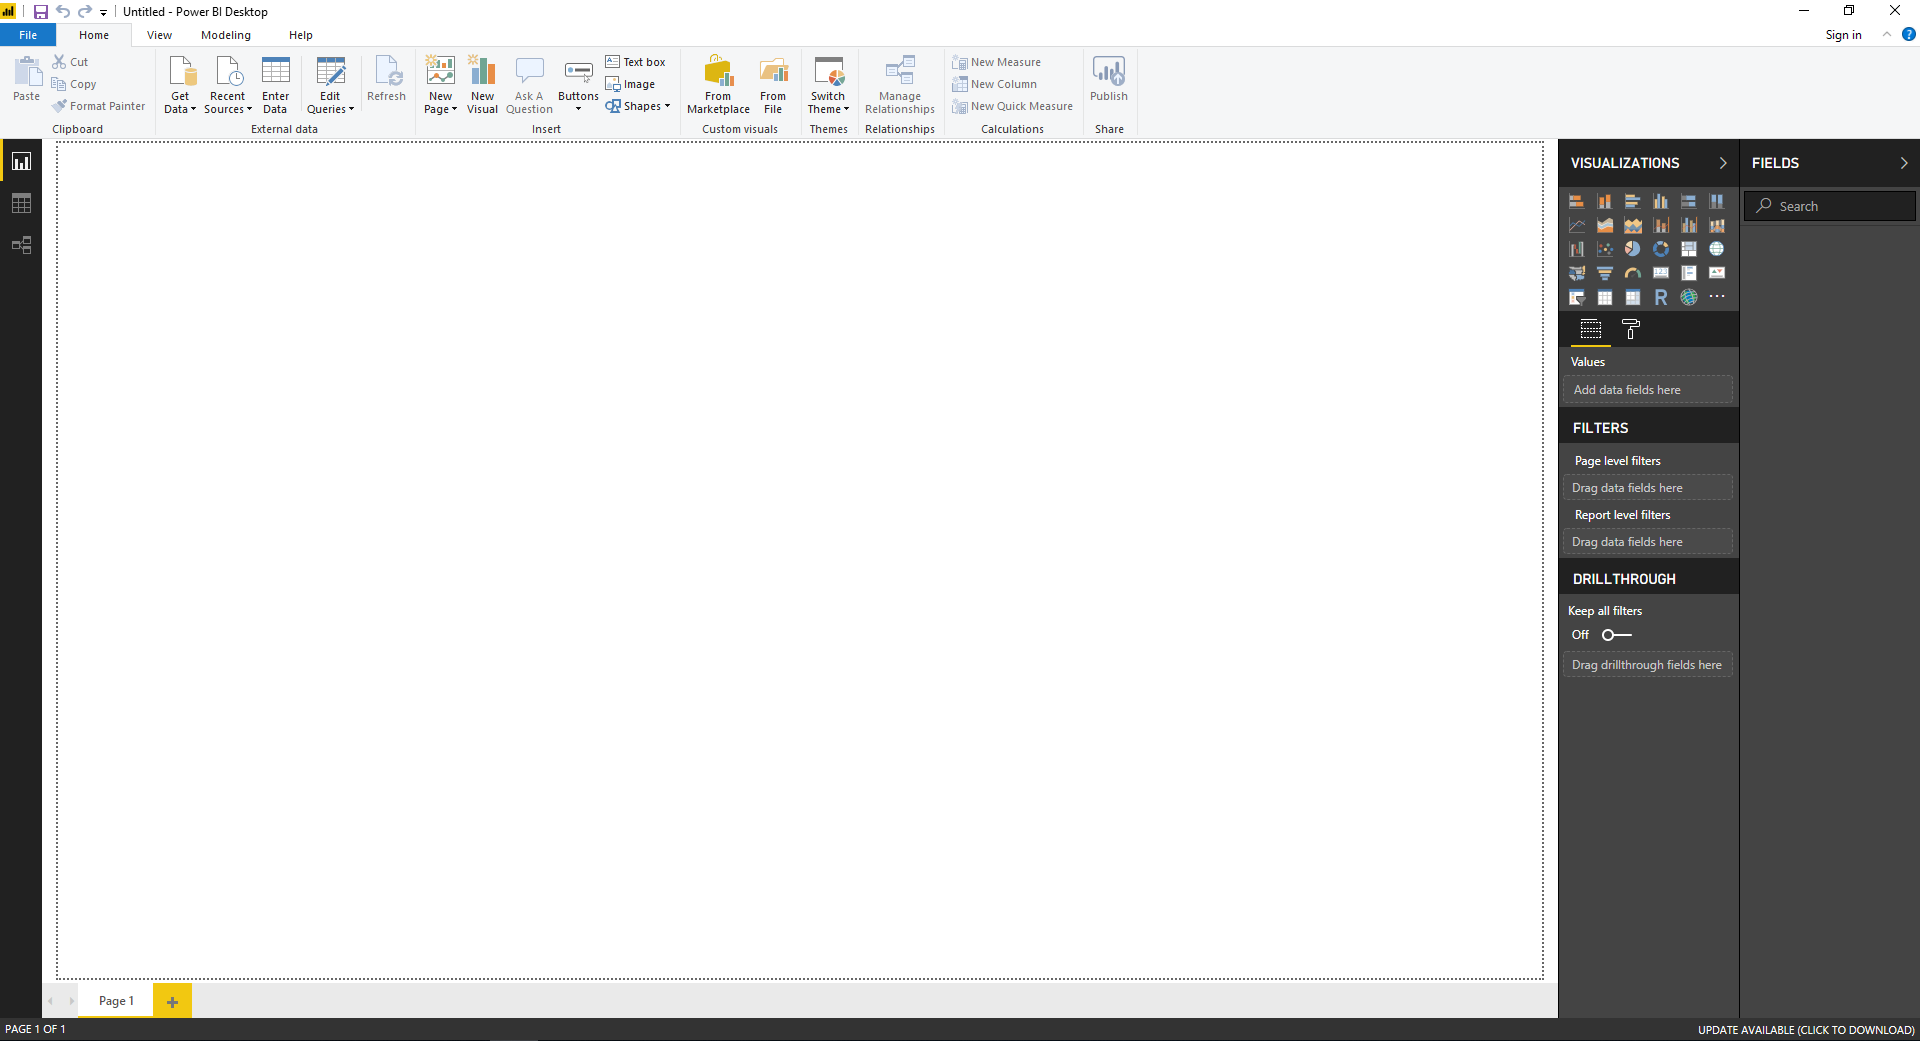 Untitled - Power BI Desktop
File
Home
View
Modeling
Help
Sign in
?
Paste
Cut
Copy
Format Painter
Clipboard
Get
Data
Recent
Sources
Enter
Data
Edit
Queries
Refresh
External data
New
Page
New
Visual
Ask A
Question
Buttons
Text box
Image
Shapes
Insert
From
Marketplace
From
File
Custom visuals
Switch
Theme
Themes
Manage
Relationships
Relationships
New Measure
New Column
New Quick Measure
Calculations
Publish
Share
VISUALIZATIONS
R
Values
Add data fields here
FILTERS
Page level filters
Drag data fields here
Report level filters
Drag data fields here
DRILLTHROUGH
Keep all filters
Off
Drag drillthrough fields here
FIELDS
Search
Page 1
PAGE 1 OF 1
UPDATE AVAILABLE (CLICK TO DOWNLOAD)